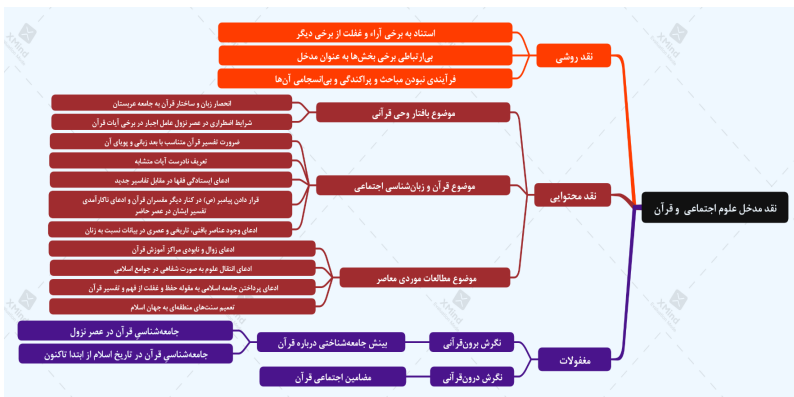 نقد مدخل علوم اجتماعی و قرآن
نقد روشی
استناد به برخی آراء و غفلت از برخی دیگر
بی‌ارتباطی برخی بخش‌ها به عنوان مدخل
فرآیندی نبودن مباحث و پراکندگی و بی‌انسجامی آن‌ها
نقد محتوایی
موضوع بافتار وحی قرآنی
انحصار زبان و ساختار قرآن به جامعه عربستان
شرایط اضطراری در عصر نزول عامل اجبار در برخی آیات قرآن
موضوع قرآن و زبان‌شناسی اجتماعی
ضرورت تفسیر قرآن متناسب با بعد زبانی و پویای آن
تعریف نادرست آیات متشابه
ادعای ایستادگی فقها در مقابل تفاسیر جدید
قرار دادن پیامبر (ص) در کنار دیگر مفسران قرآن و ادعای ناکارآمدی
تفسیر ایشان در عصر حاضر
ادعای وجود عناصر بافتی، تاریخی و عصری در بیانات نسبت به زنان
موضوع مطالعات موردی معاصر
ادعای زوال و نابودی مراکز آموزش قرآن
ادعای انتقال علوم به صورت شفاهی در جوامع اسلامی
ادعای پرداختن جامعه اسلامی به مقوله حفظ و غفلت از فهم و تفسیر قرآن
تعمیم سنت‌های منطقه‌ای به جهان اسلام
مغفولات
نگرش برون‌قرآنی
بینش جامعه‌شناختی درباره قرآن
جامعه‌شناسیِ قرآن در عصر نزول
جامعه‌شناسیِ قرآن در تاریخ اسلام از ابتدا تاکنون
نگرش درون‌قرآنی
مضامین اجتماعی قرآن
XMind
XMind
XMind
XMind
XMind
XMind